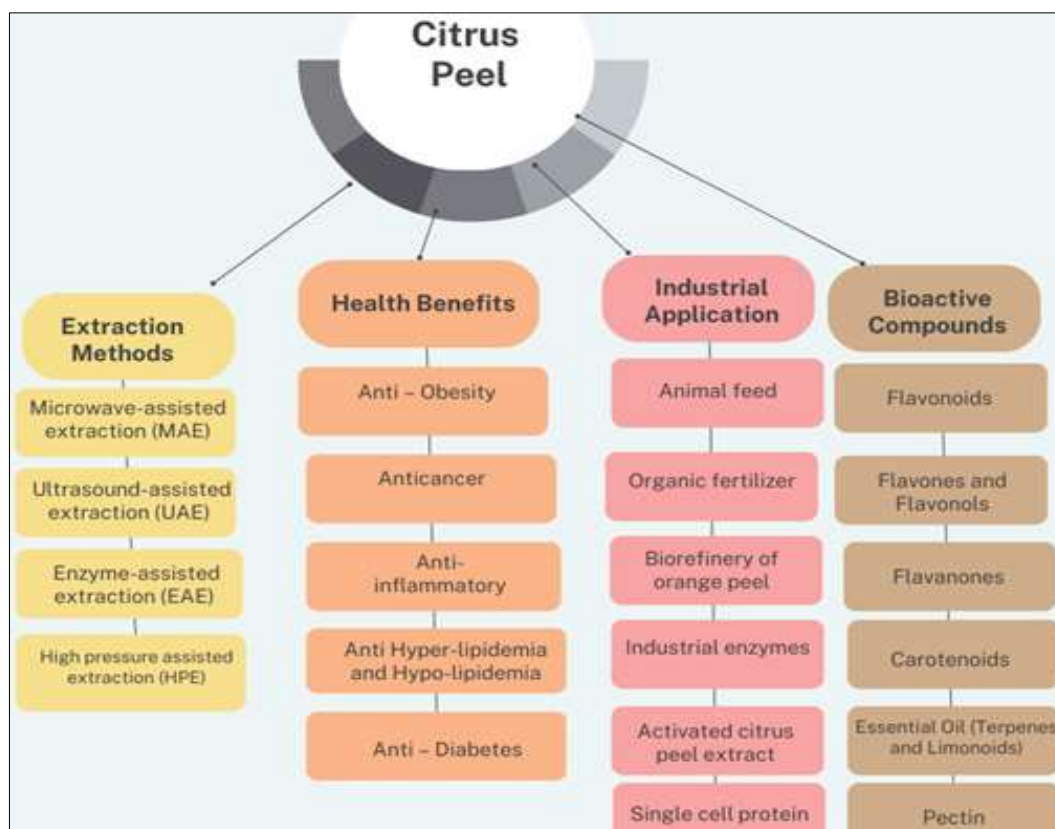 Citrus
Peel
Extraction
Methods
Microwave-assisted
extraction (MAE)
Ultrasound-assisted
extraction (UAE)
Enzyme-assisted
extraction (EAE)
High pressure assisted
extraction (HPE)
Health Benefits
Anti – Obesity
Anticancer
Anti-
inflammatory
Anti Hyper-lipidemia
and Hypo-lipidemia
Anti – Diabetes
Industrial
Application
Animal feed
Organic fertilizer
Biorefinery of
orange peel
Industrial enzymes
Activated citrus
peel extract
Single cell protein
Bioactive
Compounds
Flavonoids
Flavones and
Flavonols
Flavanones
Carotenoids
Essential Oil (Terpenes
and Limonoids)
Pectin